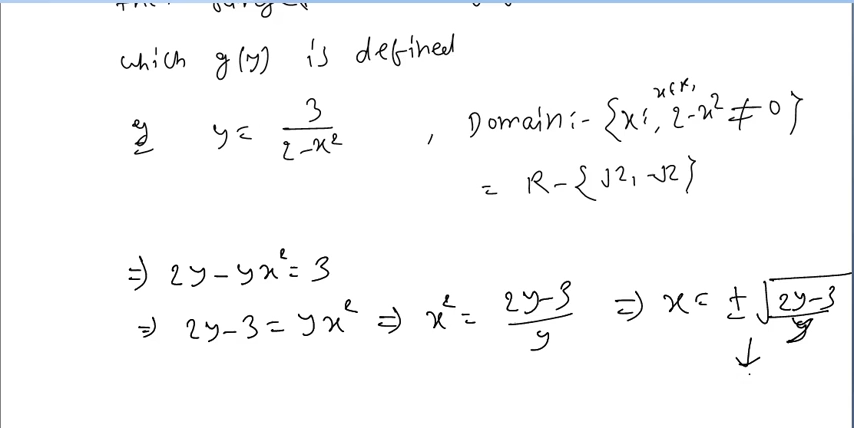 which g(y) is defined
eg y = 3/(2-x²) , Domain:- {x: x∈R, 2-x² ≠ 0}
= R-{√2, -√2}
⇒ 2y-yx² = 3
⇒ 2y-3 = yx² ⇒ x² = (2y-3)/y ⇒ x = ± √((2y-3)/y)
↓